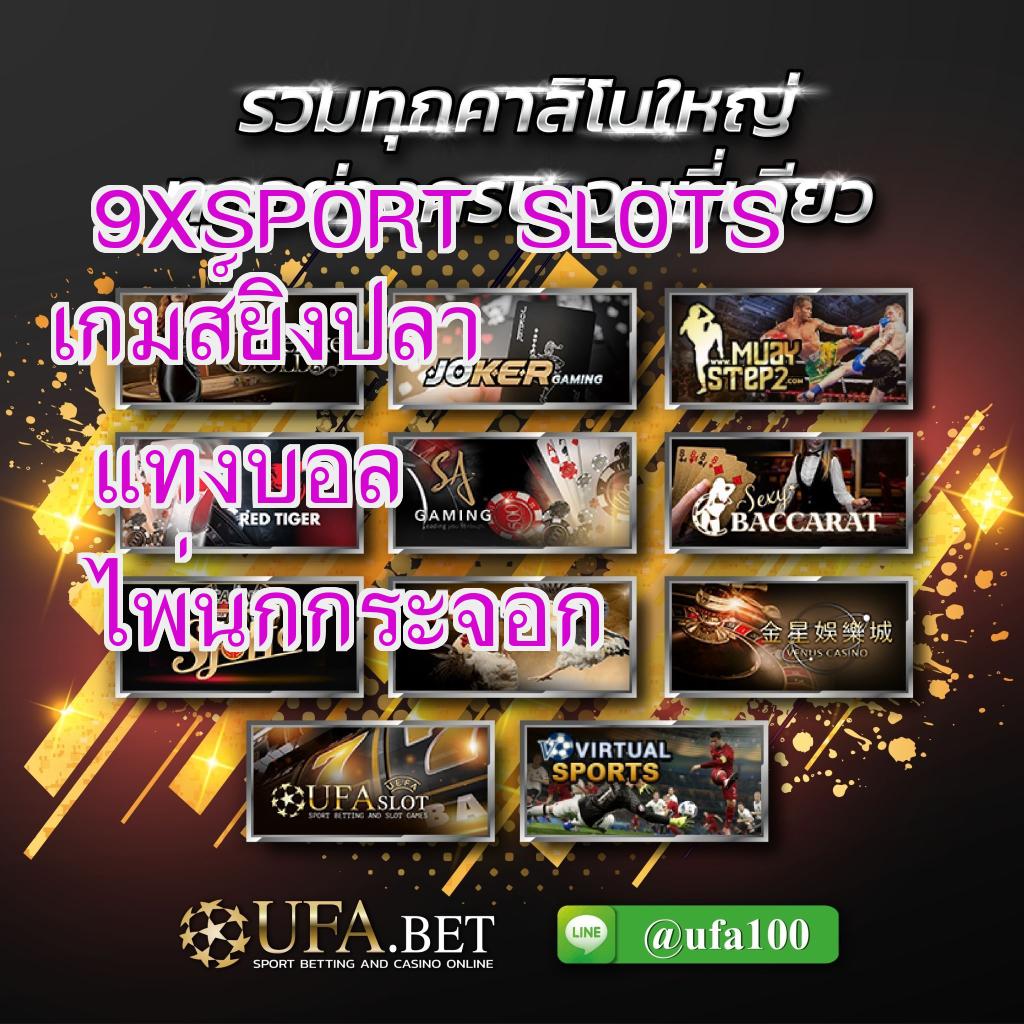 รวมทุกคาสิโนใหญ่
9XSPORT SLOTS
เกมส์ยิงปลา
JOKER GAMING
WWW.MUAY
STEP2.COM
แทงบอล
RED TIGER
SA
GAMING
Sexy
BACCARAT
ไพ่นกกระจอก
金星娛樂城
VENUS CASINO
UEFA
UFA SLOT
SPORT BETTING AND SLOT GAMES
VIRTUAL
SPORTS
UFA.BET
SPORT BETTING AND CASINO ONLINE
LINE
@ufa100